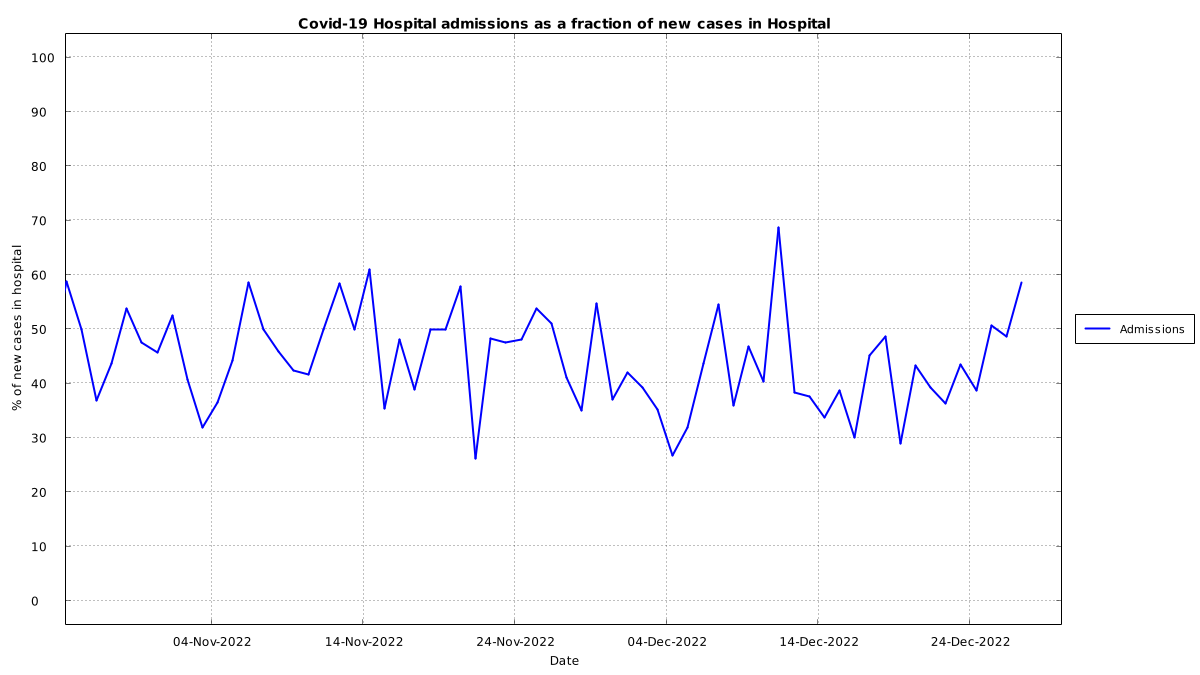 Covid-19 Hospital admissions as a fraction of new cases in Hospital
100
90
80
70
60
50
40
30
20
10
0
% of new cases in hospital
04-Nov-2022 14-Nov-2022 24-Nov-2022 04-Dec-2022 14-Dec-2022 24-Dec-2022
Date
Admissions